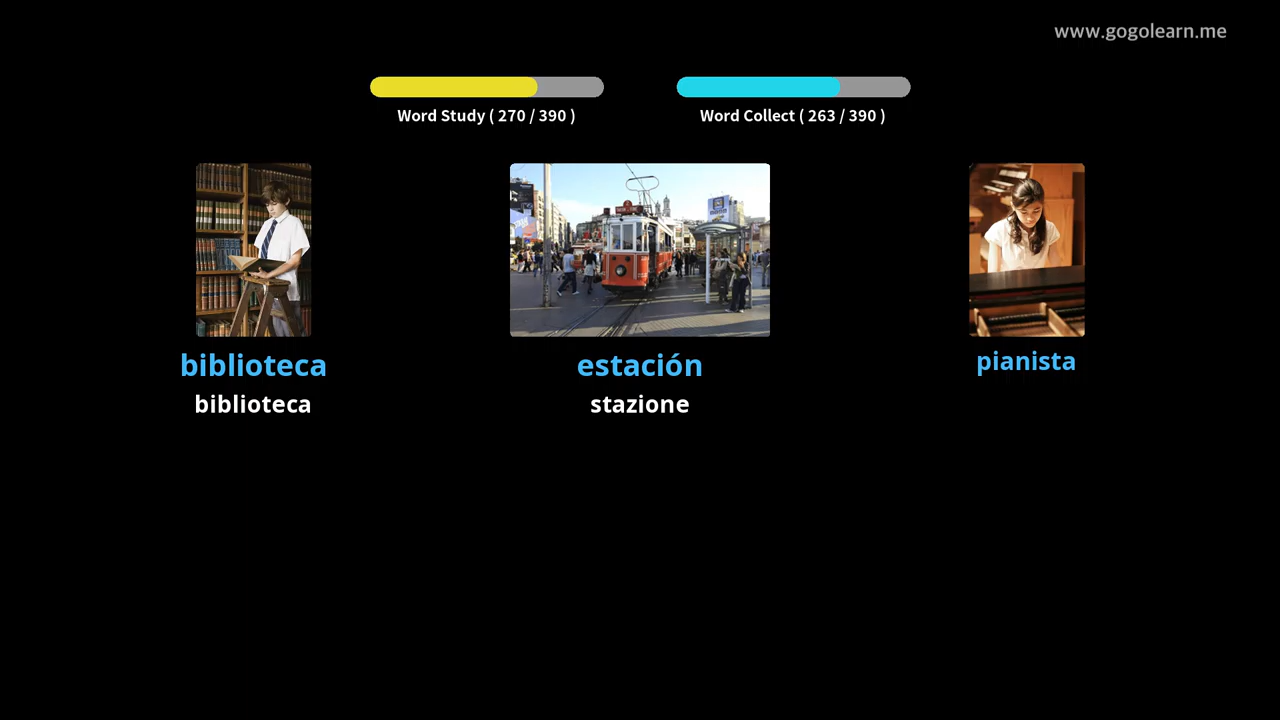 www.gogolearn.me
Word Study ( 270 / 390 )
Word Collect ( 263 / 390 )
biblioteca
estación
pianista
biblioteca
stazione